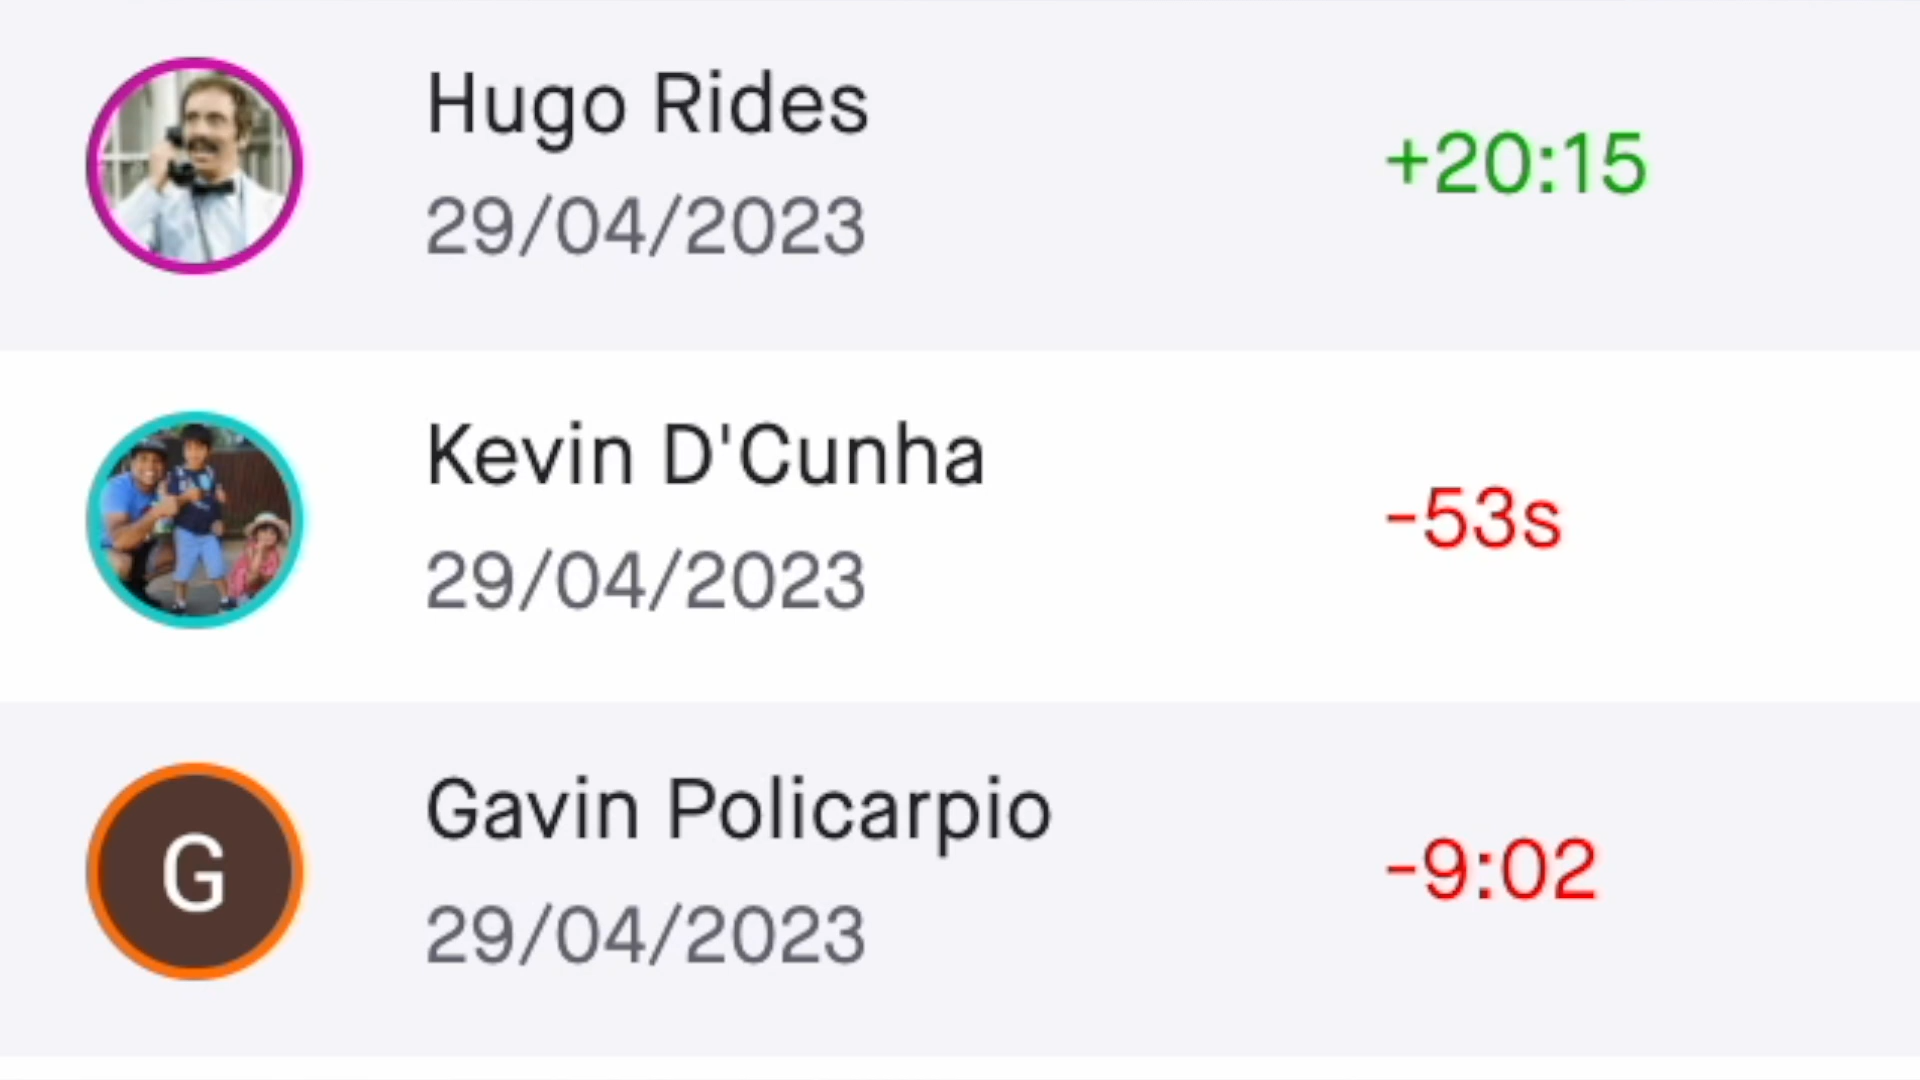 Hugo Rides
29/04/2023
+20:15
Kevin D'Cunha
29/04/2023
-53s
G
Gavin Policarpio
29/04/2023
-9:02